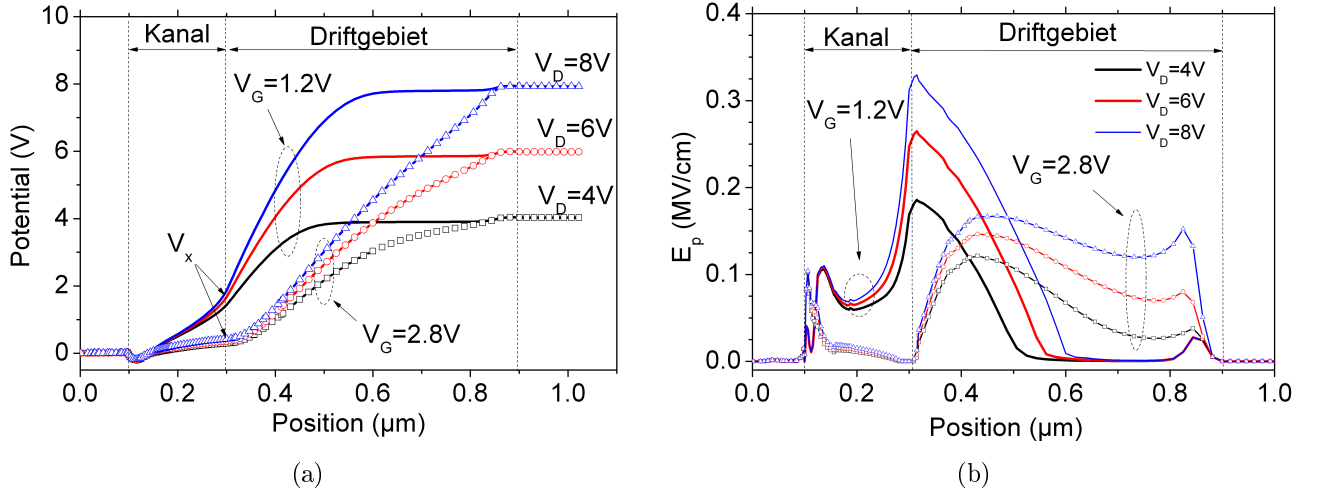 10
8
6
4
2
0
Potential (V)
Kanal
Driftgebiet
V_G=1.2V
V_D=8V
V_D=6V
V_D=4V
V_x
V_G=2.8V
0.0 0.2 0.4 0.6 0.8 1.0
Position (µm)
(a)
0.4
0.3
0.2
0.1
0.0
E_p (MV/cm)
Kanal
Driftgebiet
V_D=4V
V_D=6V
V_D=8V
V_G=1.2V
V_G=2.8V
0.0 0.2 0.4 0.6 0.8 1.0
Position (µm)
(b)